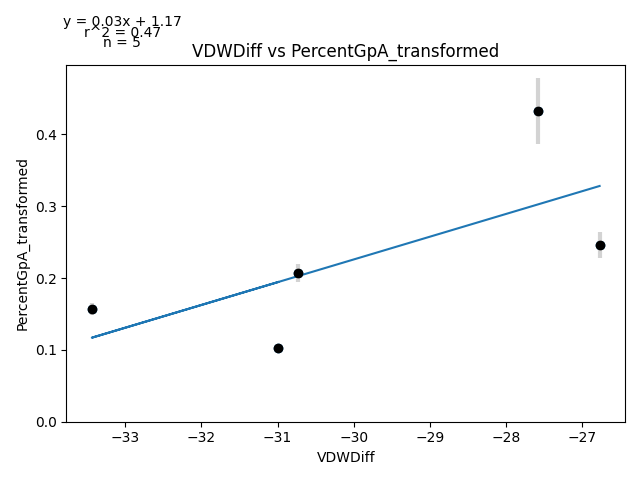 y = 0.03x + 1.17
r^2 = 0.47
n = 5
VDWDiff vs PercentGpA_transformed
PercentGpA_transformed
0.4
0.3
0.2
0.1
0.0
−33 −32 −31 −30 −29 −28 −27
VDWDiff